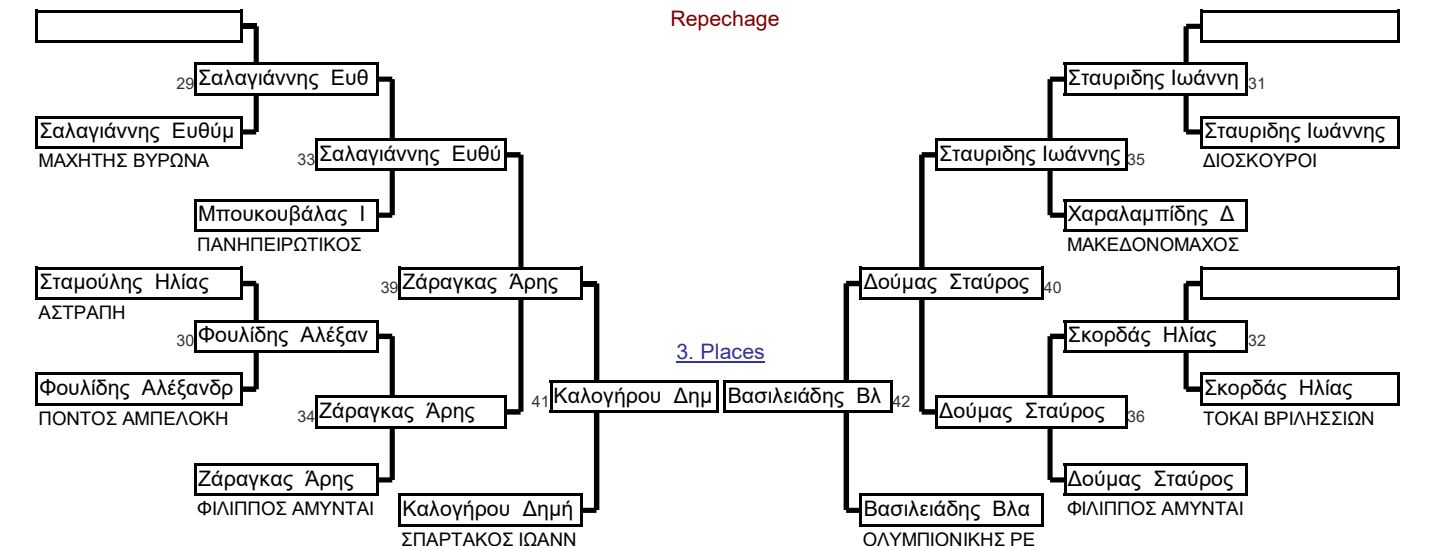 Repechage
29 Σαλαγιάννης Ευθ
Σταυριδης Ιωάννη 31
Σαλαγιάννης Ευθύμ
Σταυριδης Ιωάννης
ΜΑΧΗΤΗΣ ΒΥΡΩΝΑ
33 Σαλαγιάννης Ευθύ
Σταυριδης Ιωάννης 35
ΔΙΟΣΚΟΥΡΟΙ
Μπουκουβάλας Ι
Χαραλαμπίδης Δ
ΠΑΝΗΠΕΙΡΩΤΙΚΟΣ
ΜΑΚΕΔΟΝΟΜΑΧΟΣ
Σταμούλης Ηλίας
39 Ζάραγκας Άρης
Δούμας Σταύρος 40
ΑΣΤΡΑΠΗ
30 Φουλίδης Αλέξαν
Σκορδάς Ηλίας 32
3. Places
Φουλίδης Αλέξανδρ
41 Καλογήρου Δημ
Βασιλειάδης Βλ 42
Σκορδάς Ηλίας
ΠΟΝΤΟΣ ΑΜΠΕΛΟΚΗ
34 Ζάραγκας Άρης
Δούμας Σταύρος 36
ΤΟΚΑΙ ΒΡΙΛΗΣΣΙΩΝ
Ζάραγκας Άρης
Δούμας Σταύρος
ΦΙΛΙΠΠΟΣ ΑΜΥΝΤΑΙ
Καλογήρου Δημή
Βασιλειάδης Βλα
ΦΙΛΙΠΠΟΣ ΑΜΥΝΤΑΙ
ΣΠΑΡΤΑΚΟΣ ΙΩΑΝΝ
ΟΛΥΜΠΙΟΝΙΚΗΣ ΡΕ